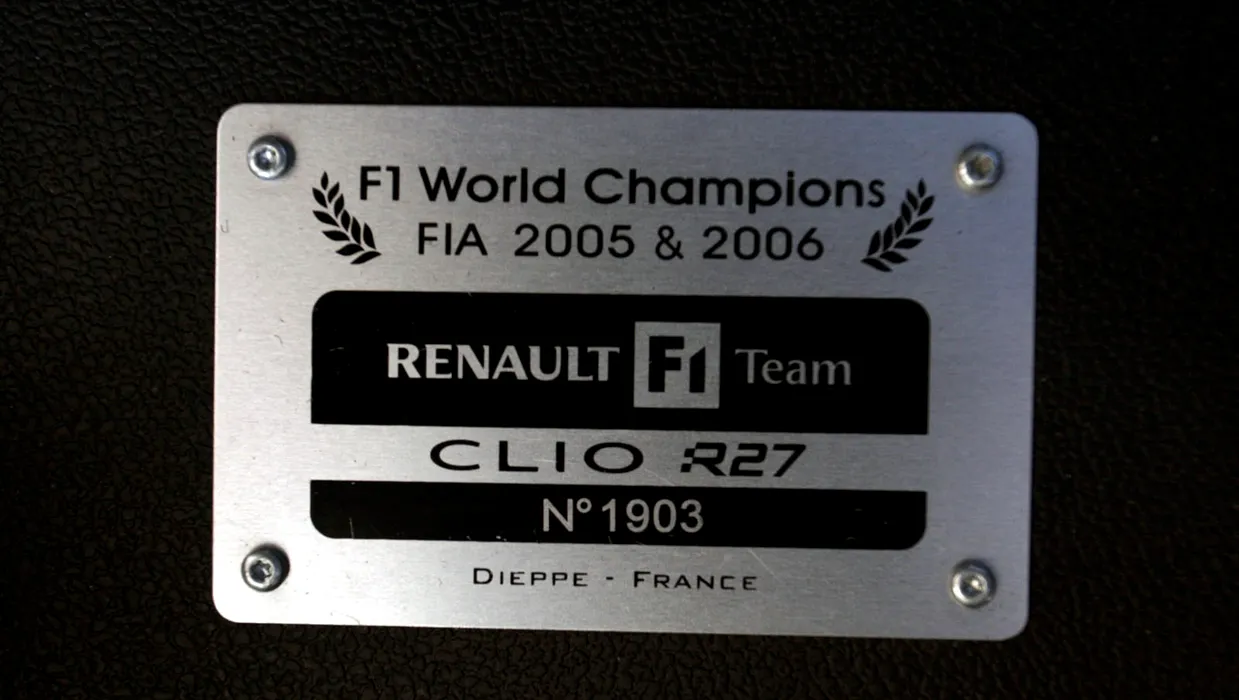 F1 World Champions
FIA 2005 & 2006
RENAULT F1 Team
CLIO R27
N°1903
DIEPPE - FRANCE